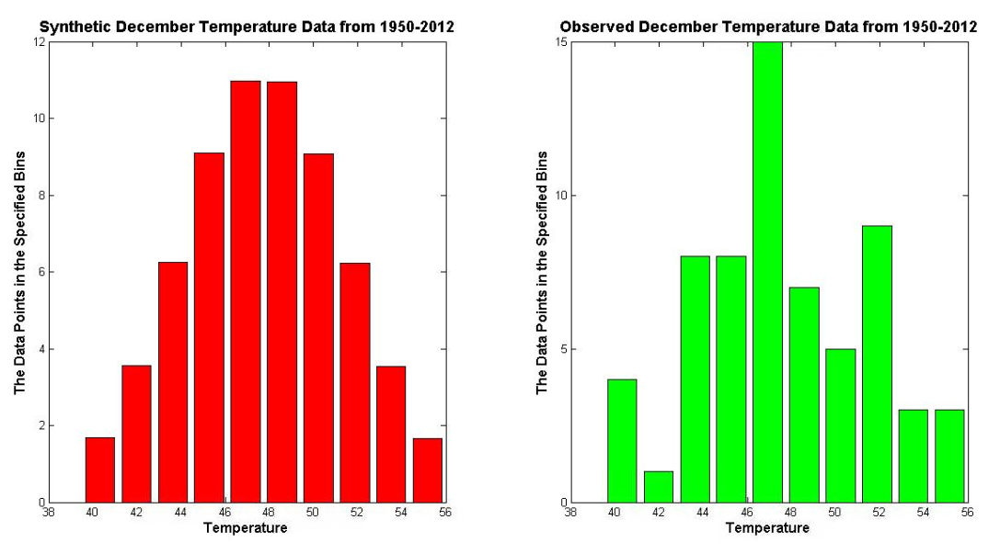 Synthetic December Temperature Data from 1950-2012
The Data Points in the Specified Bins
12
10
8
6
4
2
0
38 40 42 44 46 48 50 52 54 56
Temperature
Observed December Temperature Data from 1950-2012
The Data Points in the Specified Bins
15
10
5
0
38 40 42 44 46 48 50 52 54 56
Temperature